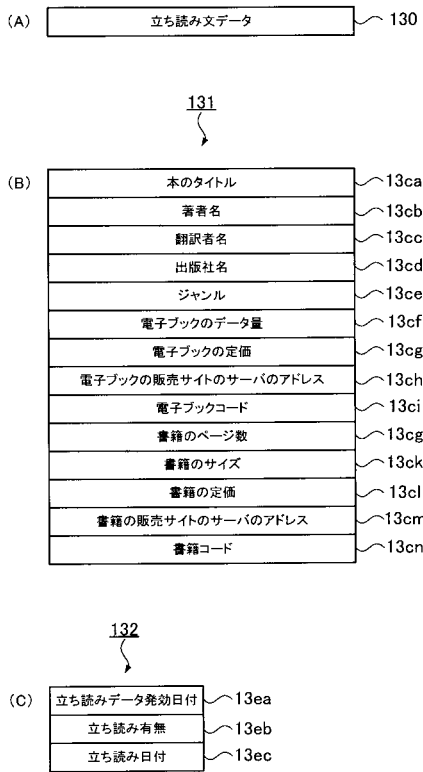 (A) 立ち読み文データ 130
131
(B) 本のタイトル 13ca
著者名 13cb
翻訳者名 13cc
出版社名 13cd
ジャンル 13ce
電子ブックのデータ量 13cf
電子ブックの定価 13cg
電子ブックの販売サイトのサーバのアドレス 13ch
電子ブックコード 13ci
書籍のページ数 13cg
書籍のサイズ 13ck
書籍の定価 13cl
書籍の販売サイトのサーバのアドレス 13cm
書籍コード 13cn
132
(C) 立ち読みデータ発効日付 13ea
立ち読み有無 13eb
立ち読み日付 13ec